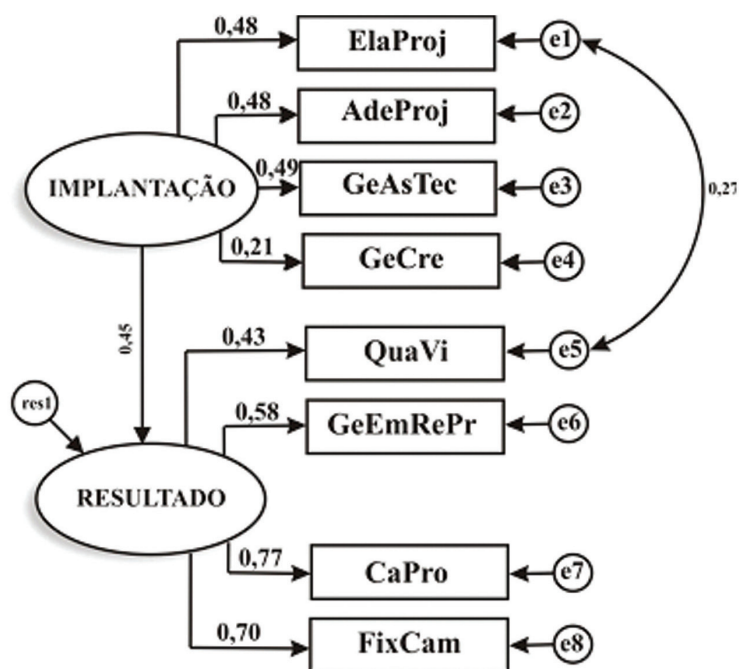 0,48
ElaProj
e1
0,48
AdeProj
e2
IMPLANTAÇÃO
0,49
GeAsTec
e3
0,27
0,21
GeCre
e4
0,45
0,43
QuaVi
e5
res1
0,58
GeEmRePr
e6
RESULTADO
0,77
CaPro
e7
0,70
FixCam
e8